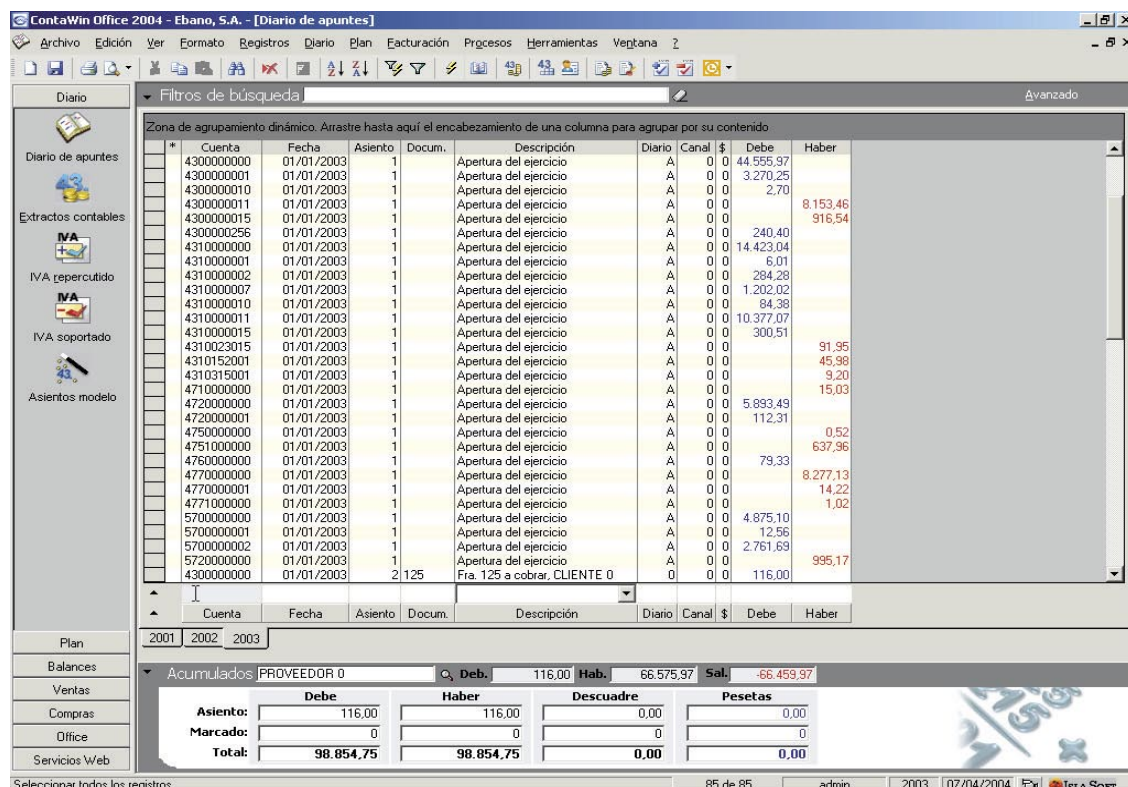 ContaWin Office 2004 - Ebano, S.A. - [Diario de apuntes]
Archivo Edición Ver Formato Registros Diario Plan Facturación Procesos Herramientas Ventana ?
Diario
Filtros de búsqueda
Avanzado
Zona de agrupamiento dinámico. Arrastre hasta aquí el encabezamiento de una columna para agrupar por su contenido
Diario de apuntes
Extractos contables
IVA
IVA repercutido
IVA
IVA soportado
43
Asientos modelo
* Cuenta Fecha Asiento Docum. Descripción Diario Canal $ Debe Haber
4300000000 01/01/2003 1 Apertura del ejercicio A 0 0 44.555,97
4300000001 01/01/2003 1 Apertura del ejercicio A 0 0 3.270,25
4300000010 01/01/2003 1 Apertura del ejercicio A 0 0 2,70
4300000011 01/01/2003 1 Apertura del ejercicio A 0 0 8.153,46
4300000015 01/01/2003 1 Apertura del ejercicio A 0 0 916,54
4300000256 01/01/2003 1 Apertura del ejercicio A 0 0 240,40
4310000000 01/01/2003 1 Apertura del ejercicio A 0 0 14.423,04
4310000001 01/01/2003 1 Apertura del ejercicio A 0 0 6,01
4310000002 01/01/2003 1 Apertura del ejercicio A 0 0 284,28
4310000007 01/01/2003 1 Apertura del ejercicio A 0 0 1.202,02
4310000010 01/01/2003 1 Apertura del ejercicio A 0 0 84,38
4310000011 01/01/2003 1 Apertura del ejercicio A 0 0 10.377,07
4310000015 01/01/2003 1 Apertura del ejercicio A 0 0 300,51
4310023015 01/01/2003 1 Apertura del ejercicio A 0 0 91,95
4310152001 01/01/2003 1 Apertura del ejercicio A 0 0 45,98
4310315001 01/01/2003 1 Apertura del ejercicio A 0 0 9,20
4710000000 01/01/2003 1 Apertura del ejercicio A 0 0 15,03
4720000000 01/01/2003 1 Apertura del ejercicio A 0 0 5.893,49
4720000001 01/01/2003 1 Apertura del ejercicio A 0 0 112,31
4750000000 01/01/2003 1 Apertura del ejercicio A 0 0 0,52
4751000000 01/01/2003 1 Apertura del ejercicio A 0 0 637,96
4760000000 01/01/2003 1 Apertura del ejercicio A 0 0 79,33
4770000000 01/01/2003 1 Apertura del ejercicio A 0 0 8.277,13
4770000001 01/01/2003 1 Apertura del ejercicio A 0 0 14,22
4771000000 01/01/2003 1 Apertura del ejercicio A 0 0 1,02
5700000000 01/01/2003 1 Apertura del ejercicio A 0 0 4.875,10
5700000001 01/01/2003 1 Apertura del ejercicio A 0 0 12,56
5700000002 01/01/2003 1 Apertura del ejercicio A 0 0 2.761,69
5720000000 01/01/2003 1 Apertura del ejercicio A 0 0 995,17
4300000000 01/01/2003 2 125 Fra. 125 a cobrar, CLIENTE 0 0 0 0 116,00
Cuenta Fecha Asiento Docum. Descripción Diario Canal $ Debe Haber
2001 2002 2003
Plan
Balances
Ventas
Compras
Office
Servicios Web
Acumulados PROVEEDOR 0 Deb. 116,00 Hab. 66.575,97 Sal. -66.459,97
Debe Haber Descuadre Pesetas
Asiento: 116,00 116,00 0,00 0,00
Marcado: 0 0 0 0
Total: 98.854,75 98.854,75 0,00 0,00
Seleccionar todos los registros 85 de 85 admin 2003 07/04/2004 ISLA SOFT